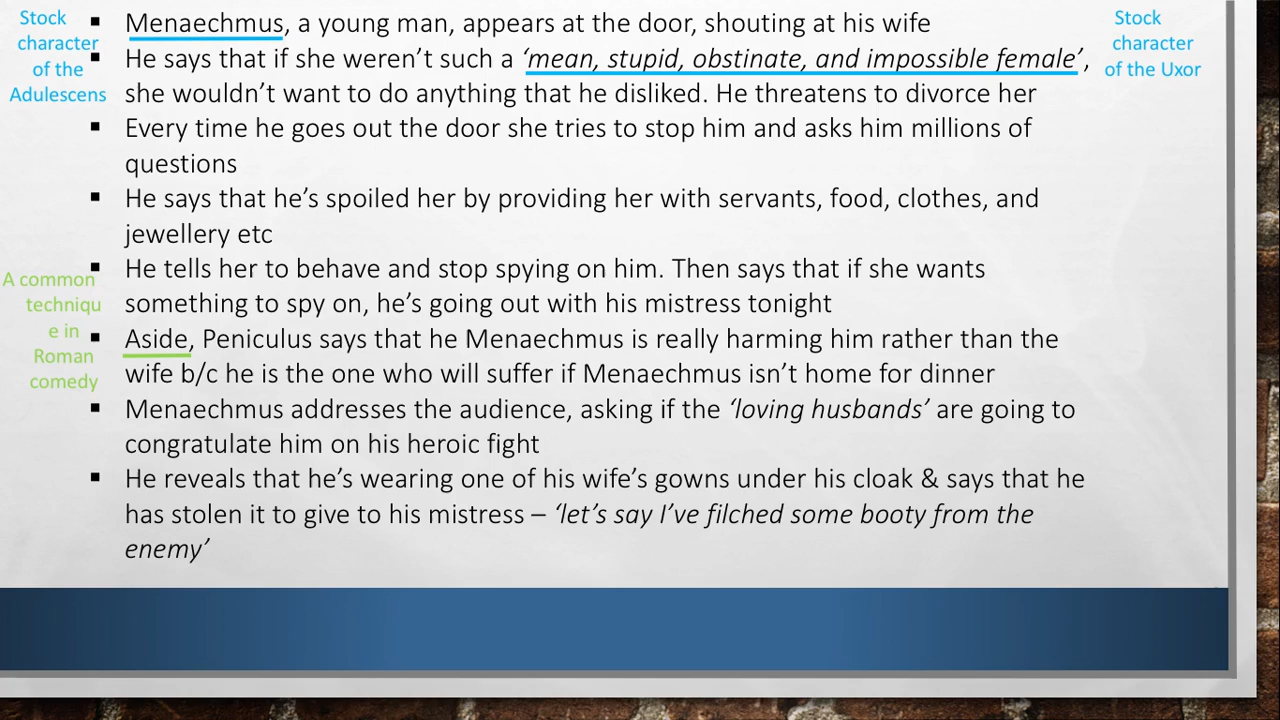 Stock
character
of the
Adulescens
▪ Menaechmus, a young man, appears at the door, shouting at his wife
▪ He says that if she weren’t such a ‘mean, stupid, obstinate, and impossible female’,
she wouldn’t want to do anything that he disliked. He threatens to divorce her
▪ Every time he goes out the door she tries to stop him and asks him millions of
questions
▪ He says that he’s spoiled her by providing her with servants, food, clothes, and
jewellery etc
▪ He tells her to behave and stop spying on him. Then says that if she wants
something to spy on, he’s going out with his mistress tonight
▪ Aside, Peniculus says that he Menaechmus is really harming him rather than the
wife b/c he is the one who will suffer if Menaechmus isn’t home for dinner
▪ Menaechmus addresses the audience, asking if the ‘loving husbands’ are going to
congratulate him on his heroic fight
▪ He reveals that he’s wearing one of his wife’s gowns under his cloak & says that he
has stolen it to give to his mistress – ‘let’s say I’ve filched some booty from the
enemy’
Stock
character
of the Uxor
A common
techniqu
e in
Roman
comedy